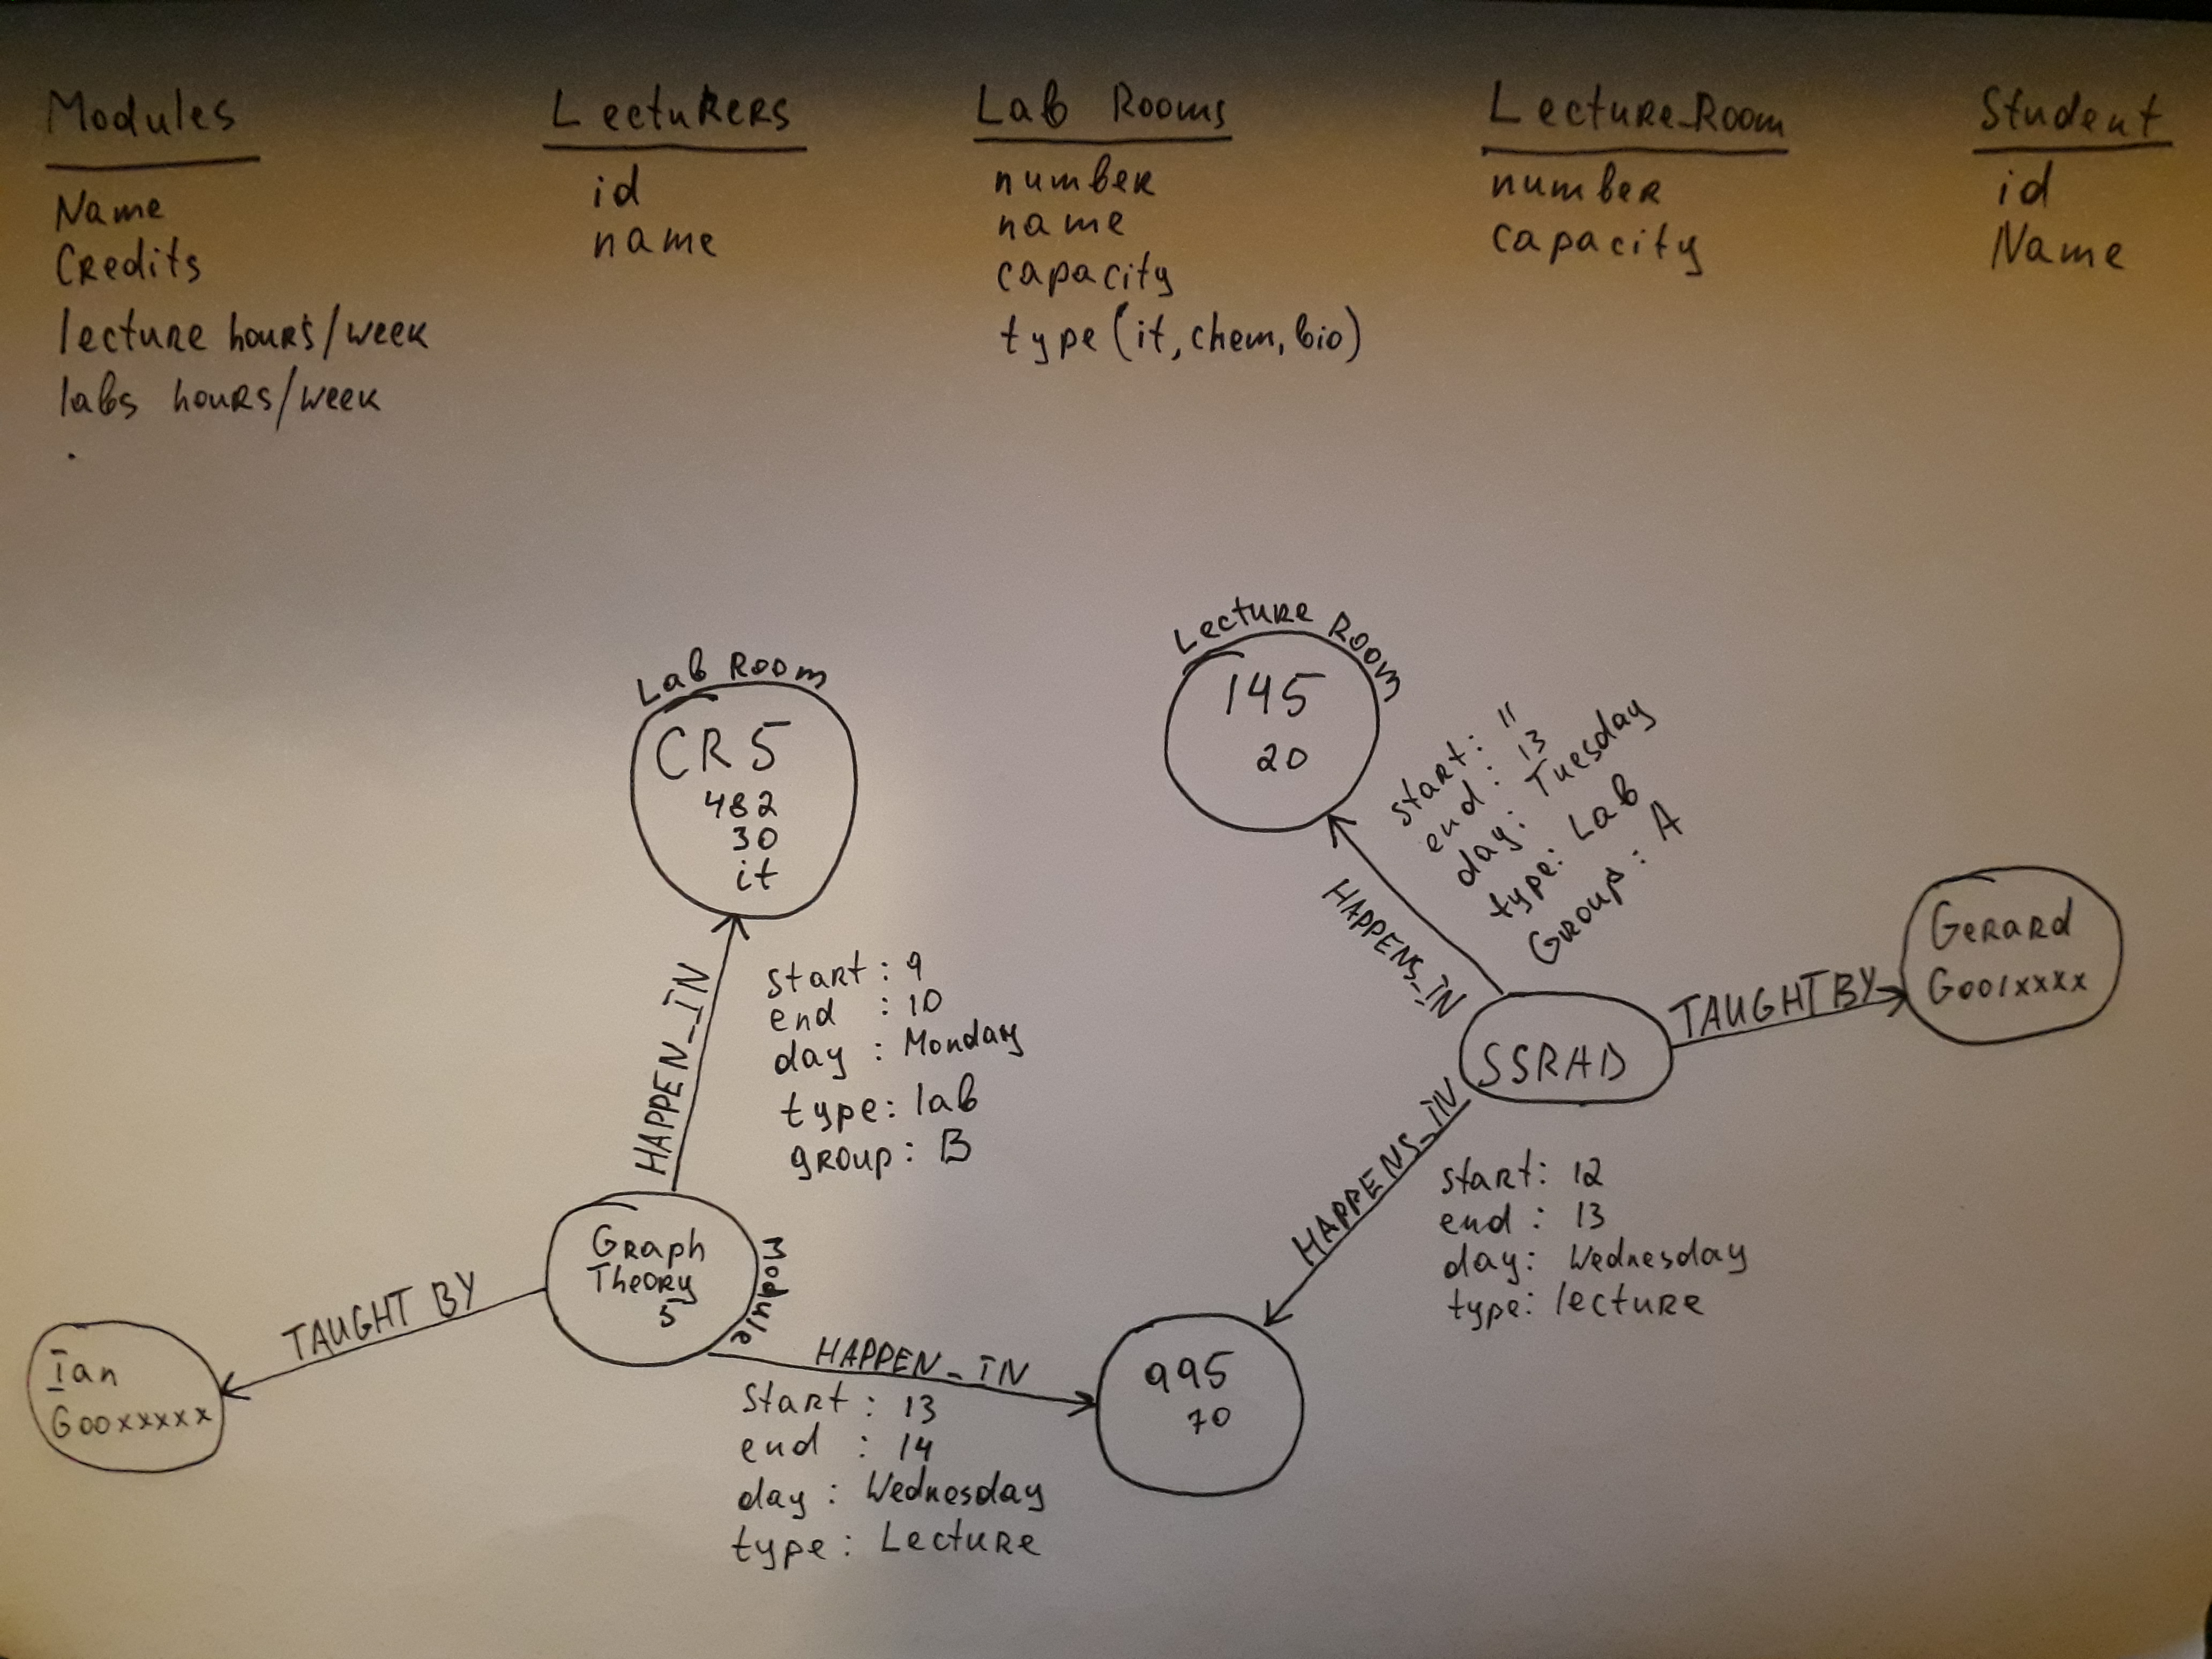 Modules
Name
Credits
lecture hours/week
labs hours/week
Lecturers
id
name
Lab Rooms
number
name
capacity
type (it, chem, bio)
Lecture_Room
number
capacity
Student
id
Name
Lab Room
CR5
482
30
it
HAPPEN_IN
start : 9
end : 10
day : Monday
type: lab
group : B
Graph
Theory
5
Module
TAUGHT BY
Ian
G00xxxxx
HAPPEN_IN
Start : 13
end : 14
day : Wednesday
type : Lecture
995
70
Lecture Room
145
20
HAPPENS_IN
start: 11
end : 13
day: Tuesday
type: Lab
Group : A
SSRAD
TAUGHT BY
Gerard
G001xxxx
HAPPENS_IN
start: 12
end : 13
day: Wednesday
type: lecture